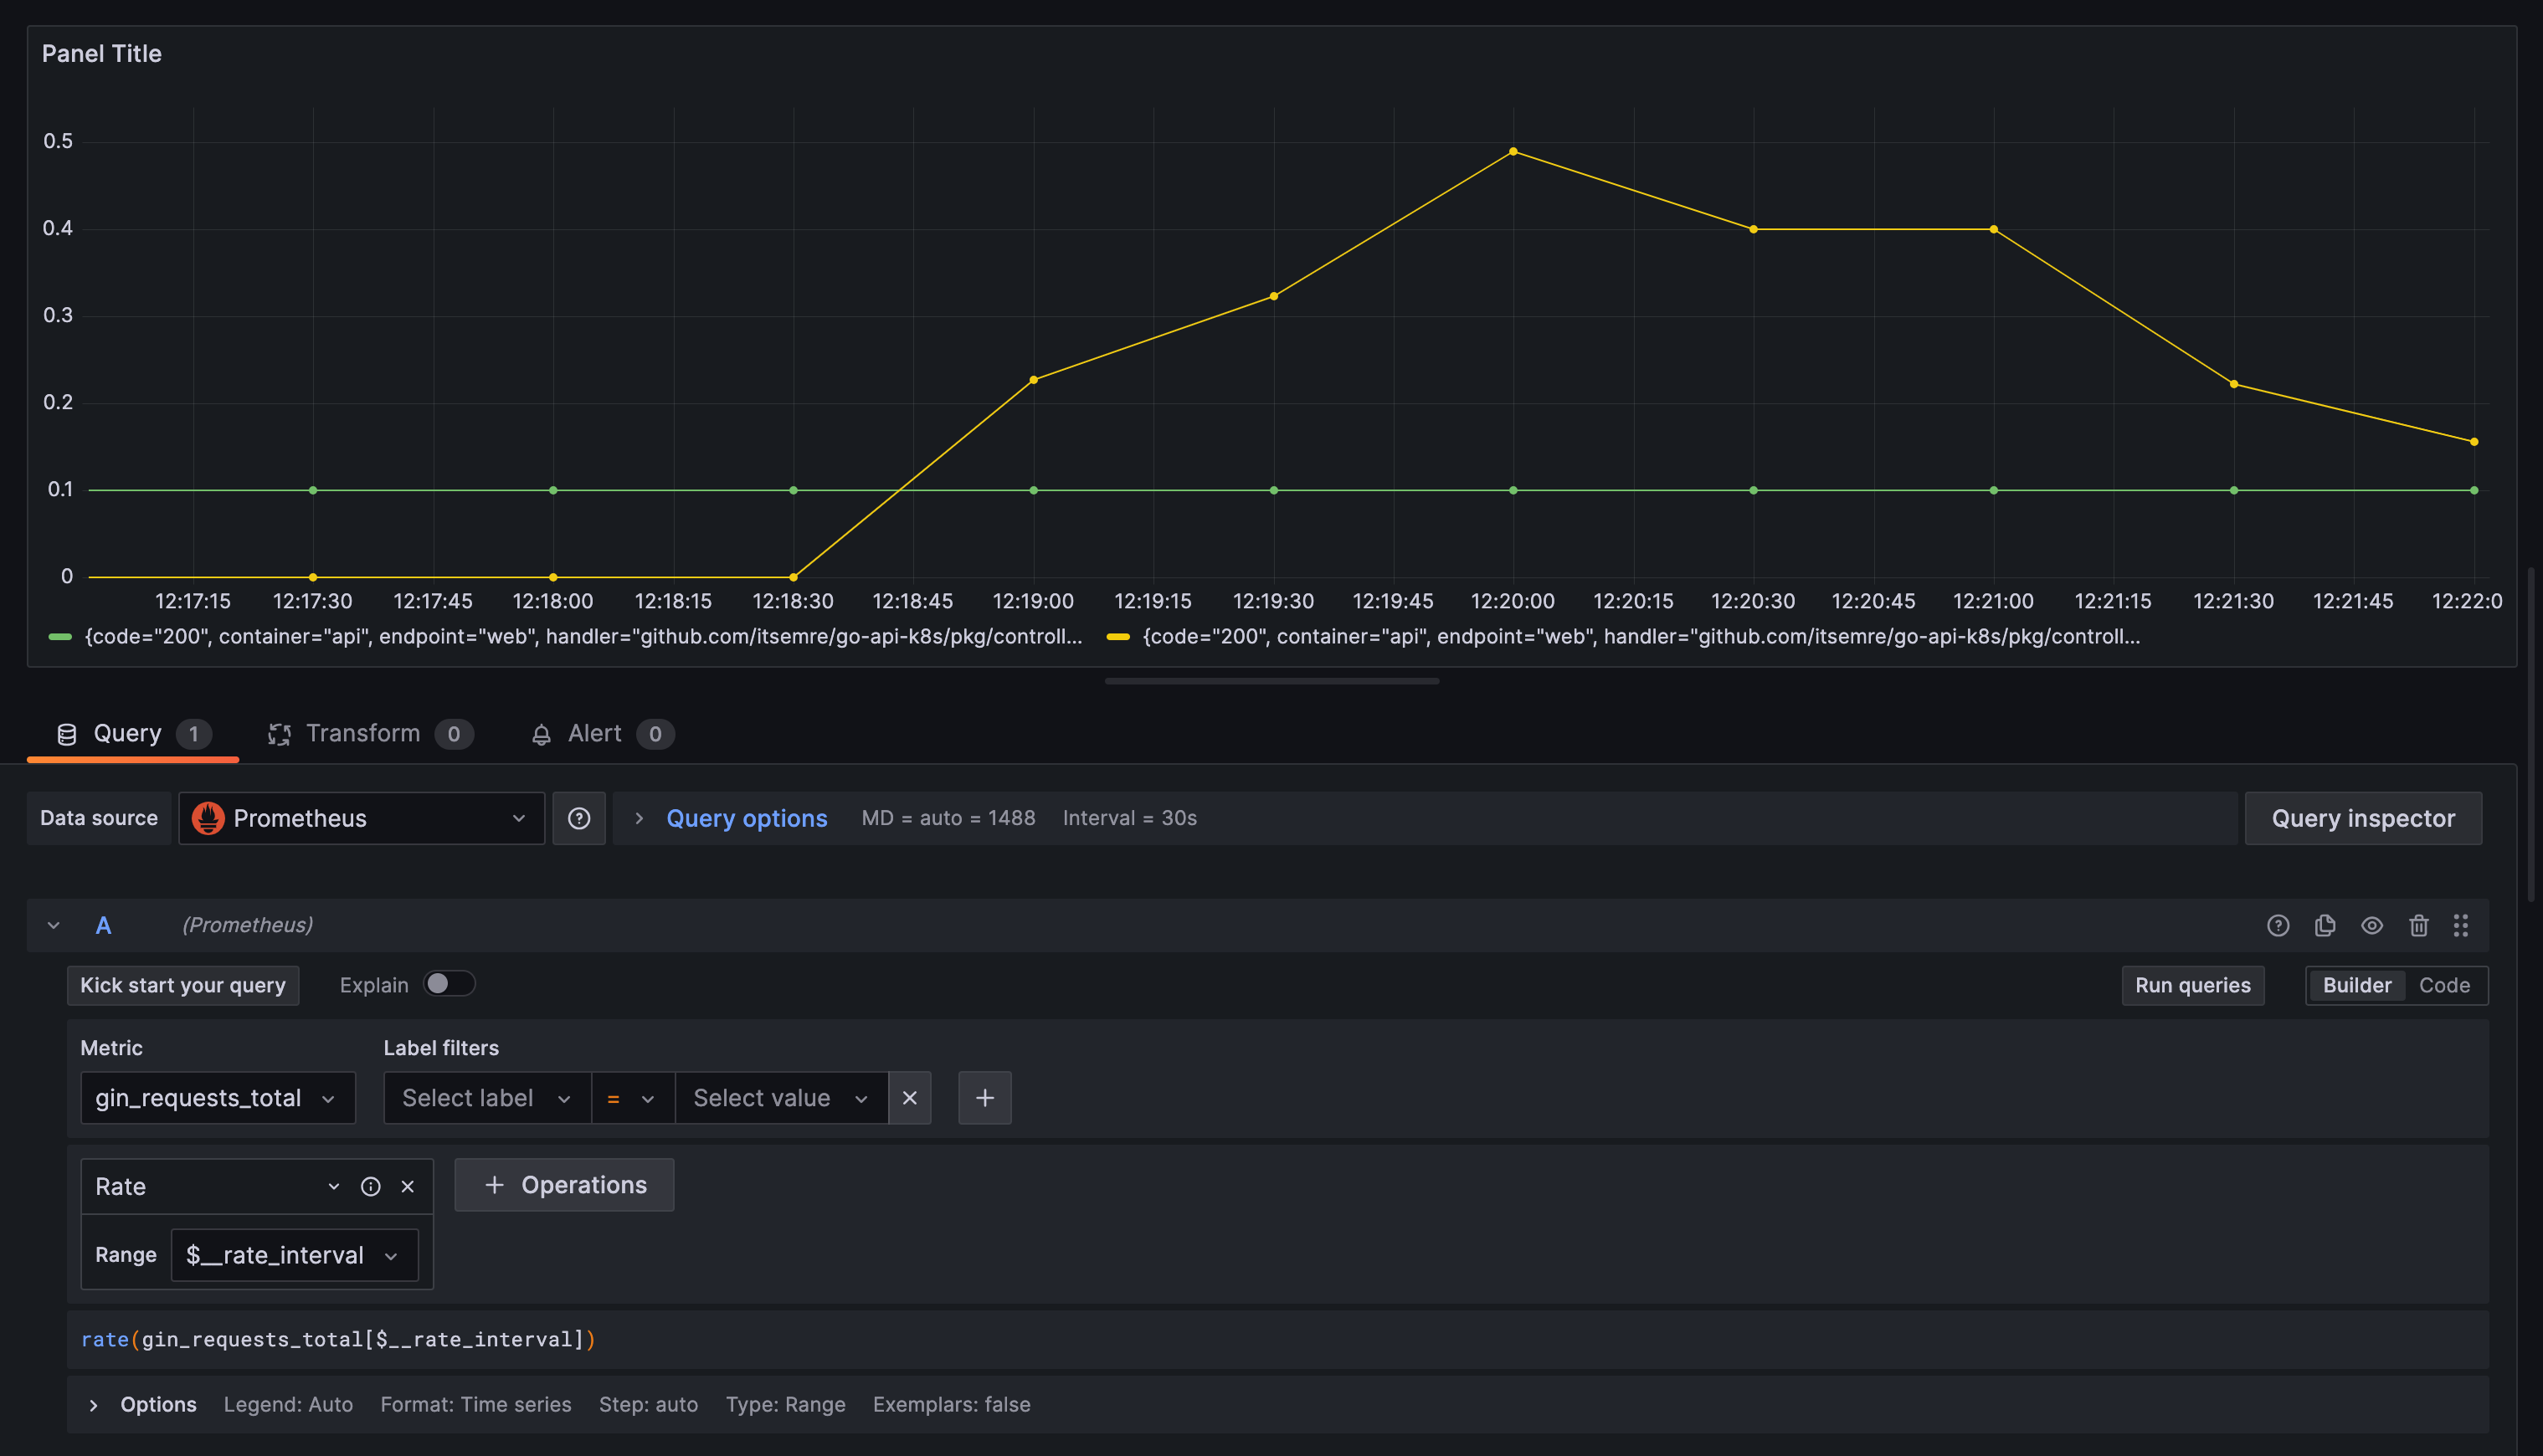 Panel Title
0.5
0.4
0.3
0.2
0.1
0
12:17:15 12:17:30 12:17:45 12:18:00 12:18:15 12:18:30 12:18:45 12:19:00 12:19:15 12:19:30 12:19:45 12:20:00 12:20:15 12:20:30 12:20:45 12:21:00 12:21:15 12:21:30 12:21:45 12:22:0
{code="200", container="api", endpoint="web", handler="github.com/itsemre/go-api-k8s/pkg/controll... {code="200", container="api", endpoint="web", handler="github.com/itsemre/go-api-k8s/pkg/controll...
Query 1 Transform 0 Alert 0
Data source Prometheus Query options MD = auto = 1488 Interval = 30s Query inspector
A (Prometheus)
Kick start your query Explain Run queries Builder Code
Metric Label filters
gin_requests_total Select label = Select value
Rate Operations
Range $__rate_interval
rate(gin_requests_total[$__rate_interval])
Options Legend: Auto Format: Time series Step: auto Type: Range Exemplars: false